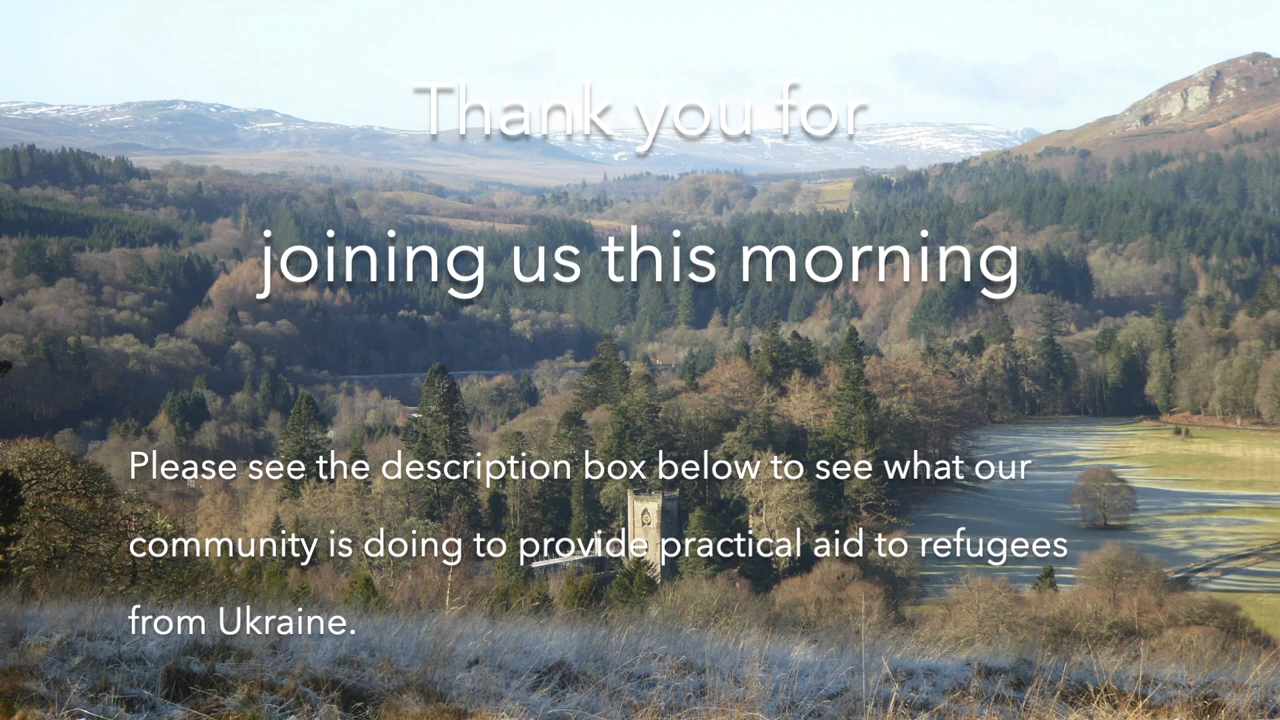 Thank you for
joining us this morning
Please see the description box below to see what our
community is doing to provide practical aid to refugees
from Ukraine.